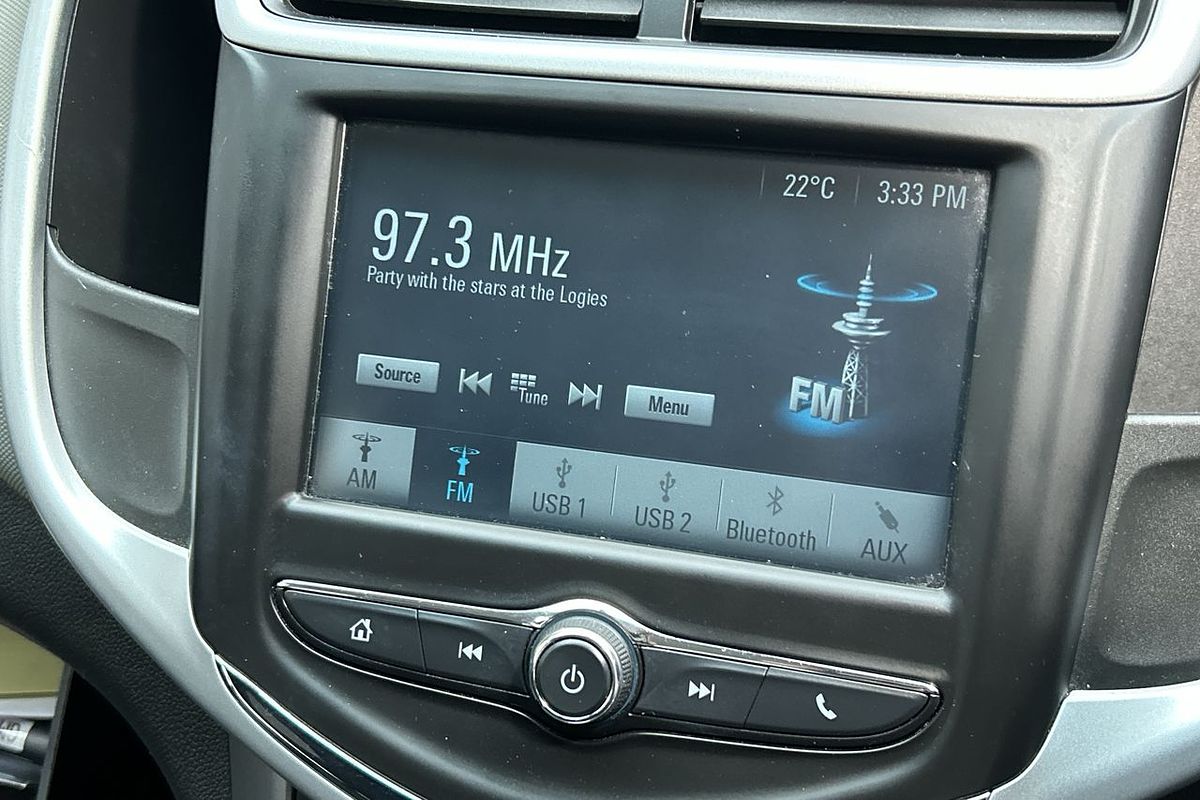 22°C 3:33 PM
97.3 MHz
Party with the stars at the Logies
Source Tune Menu
FM
AM FM USB 1 USB 2 Bluetooth AUX